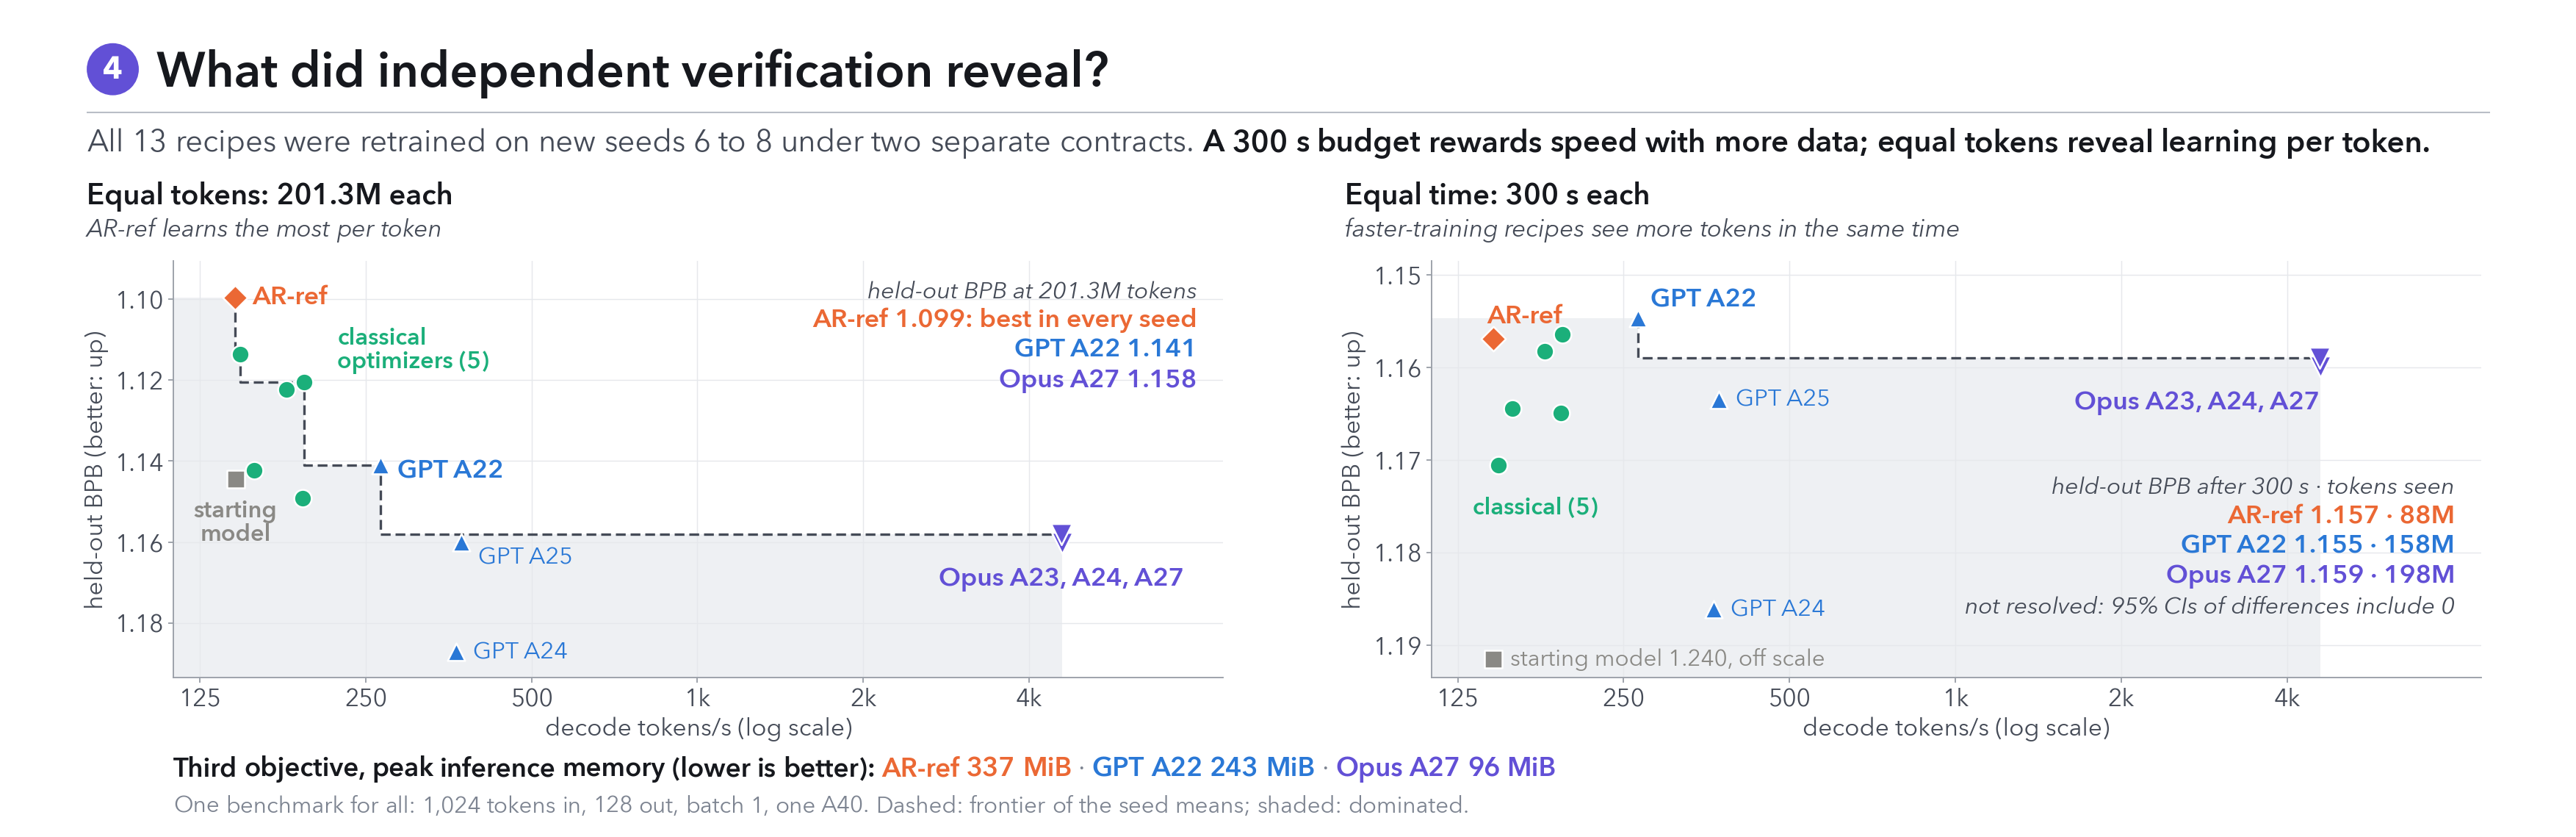 4 What did independent verification reveal?
All 13 recipes were retrained on new seeds 6 to 8 under two separate contracts. A 300 s budget rewards speed with more data; equal tokens reveal learning per token.
Equal tokens: 201.3M each
AR-ref learns the most per token
held-out BPB (better: up)
1.10
1.12
1.14
1.16
1.18
AR-ref
classical
optimizers (5)
held-out BPB at 201.3M tokens
AR-ref 1.099: best in every seed
GPT A22 1.141
Opus A27 1.158
GPT A22
starting
model
GPT A25
Opus A23, A24, A27
GPT A24
125 250 500 1k 2k 4k
decode tokens/s (log scale)
Equal time: 300 s each
faster-training recipes see more tokens in the same time
held-out BPB (better: up)
1.15
1.16
1.17
1.18
1.19
GPT A22
AR-ref
GPT A25
Opus A23, A24, A27
classical (5)
held-out BPB after 300 s · tokens seen
AR-ref 1.157 · 88M
GPT A22 1.155 · 158M
Opus A27 1.159 · 198M
not resolved: 95% CIs of differences include 0
GPT A24
starting model 1.240, off scale
125 250 500 1k 2k 4k
decode tokens/s (log scale)
Third objective, peak inference memory (lower is better): AR-ref 337 MiB · GPT A22 243 MiB · Opus A27 96 MiB
One benchmark for all: 1,024 tokens in, 128 out, batch 1, one A40. Dashed: frontier of the seed means; shaded: dominated.